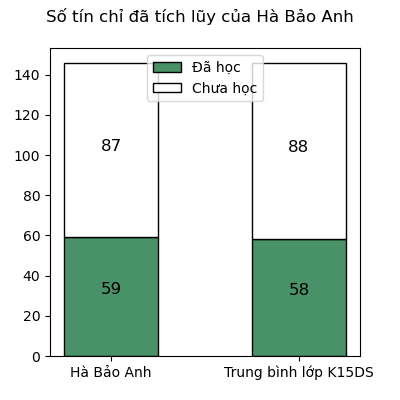 Số tín chỉ đã tích lũy của Hà Bảo Anh
Đã học
Chưa học
140
120
100
80
60
40
20
0
87
88
59
58
Hà Bảo Anh
Trung bình lớp K15DS